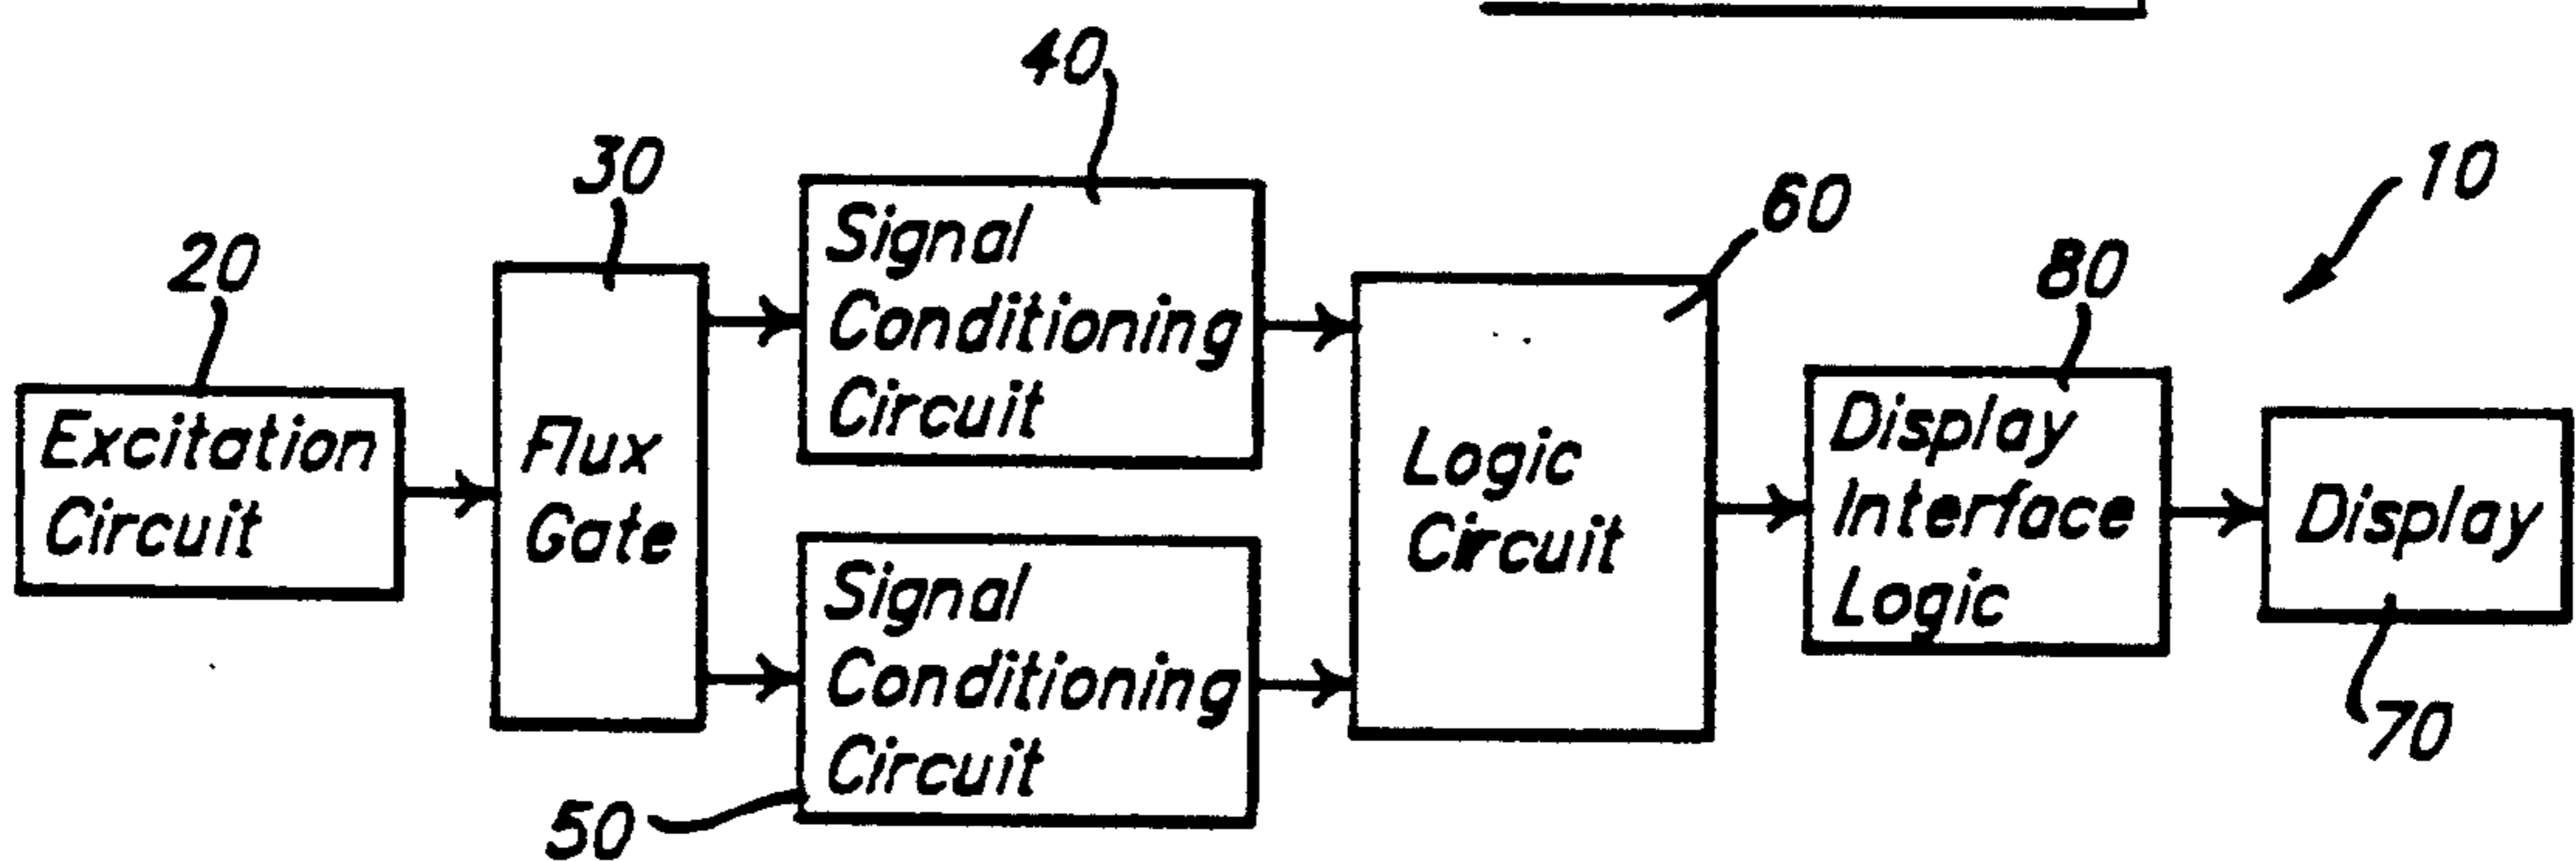 40
30
10
60
20
80
Signal
Conditioning
Circuit
Excitation
Circuit
Flux
Gate
Logic
Circuit
Display
Interface
Logic
Display
Signal
Conditioning
Circuit
70
50